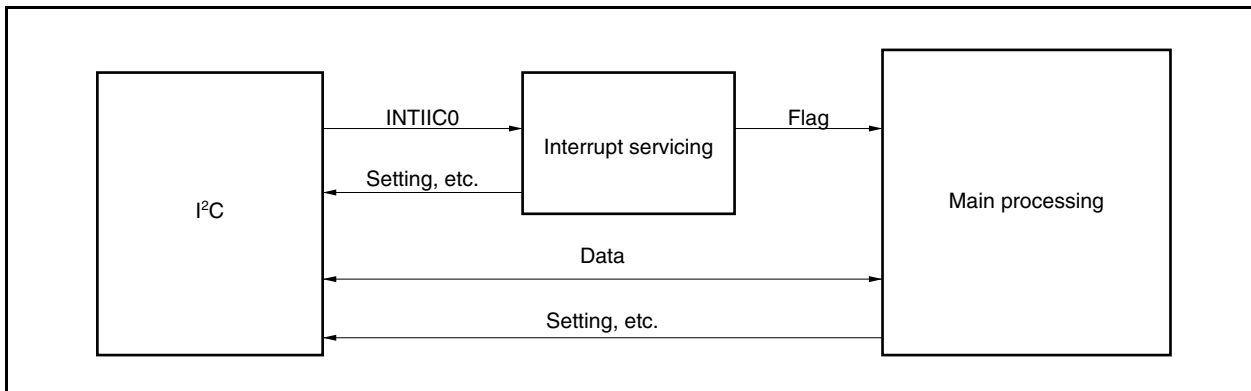 INTIIC0
Flag
Interrupt servicing
Setting, etc.
I²C
Main processing
Data
Setting, etc.